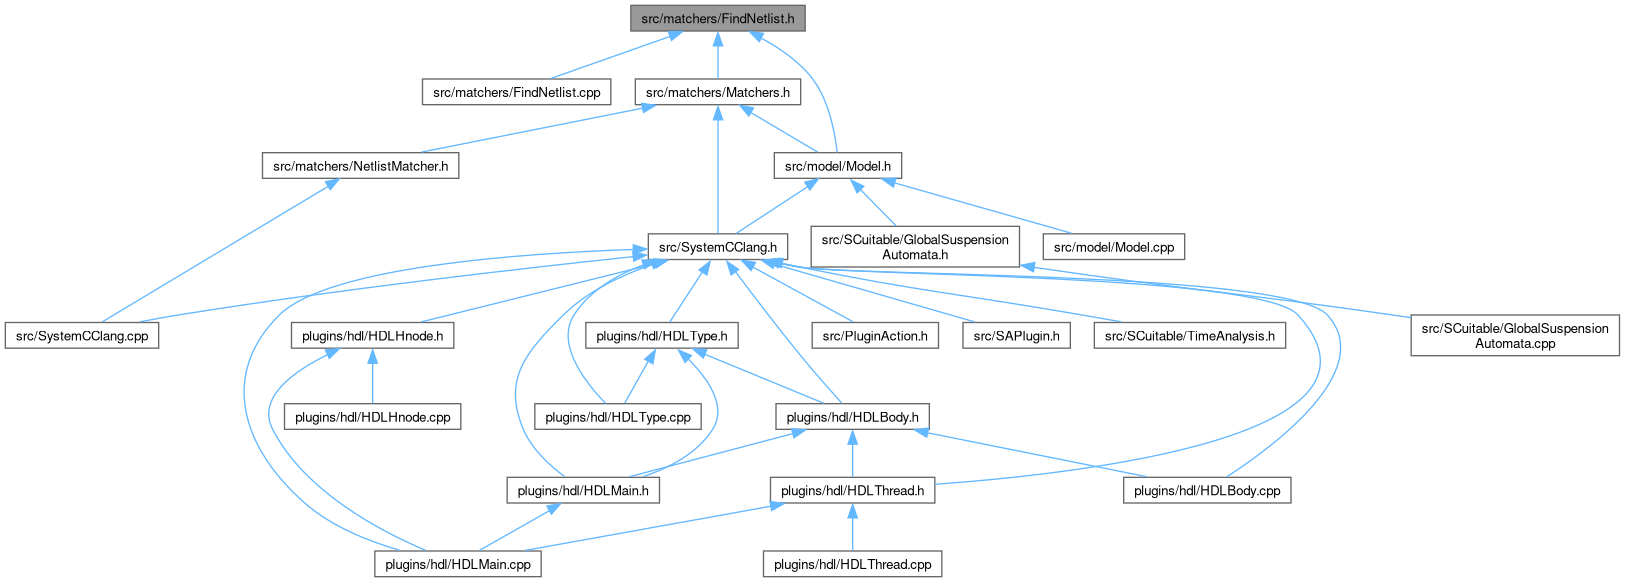 src/matchers/FindNetlist.h
src/matchers/FindNetlist.cpp
src/matchers/Matchers.h
src/matchers/NetlistMatcher.h
src/model/Model.h
src/SystemCClang.h
src/SCuitable/GlobalSuspension
Automata.h
src/model/Model.cpp
src/SystemCClang.cpp
plugins/hdl/HDLHnode.h
plugins/hdl/HDLType.h
src/PluginAction.h
src/SAPlugin.h
src/SCuitable/TimeAnalysis.h
src/SCuitable/GlobalSuspension
Automata.cpp
plugins/hdl/HDLHnode.cpp
plugins/hdl/HDLType.cpp
plugins/hdl/HDLBody.h
plugins/hdl/HDLMain.h
plugins/hdl/HDLThread.h
plugins/hdl/HDLBody.cpp
plugins/hdl/HDLMain.cpp
plugins/hdl/HDLThread.cpp